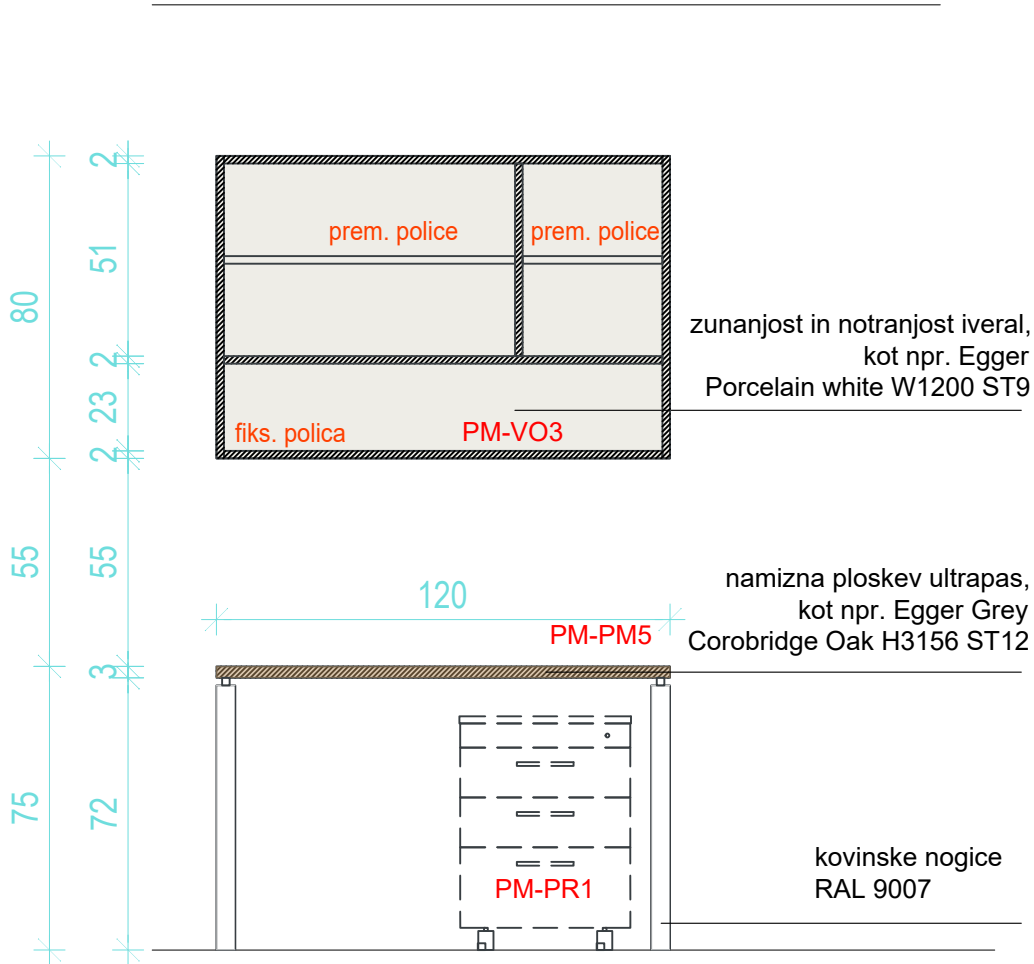 2
51
80
2
23
2
prem. police
prem. police
fiks. polica
PM-VO3
zunanjost in notranjost iveral,
kot npr. Egger
Porcelain white W1200 ST9
55
55
120
PM-PM5
namizna ploskev ultrapas,
kot npr. Egger Grey
Corobridge Oak H3156 ST12
3
75
72
PM-PR1
kovinske nogice
RAL 9007